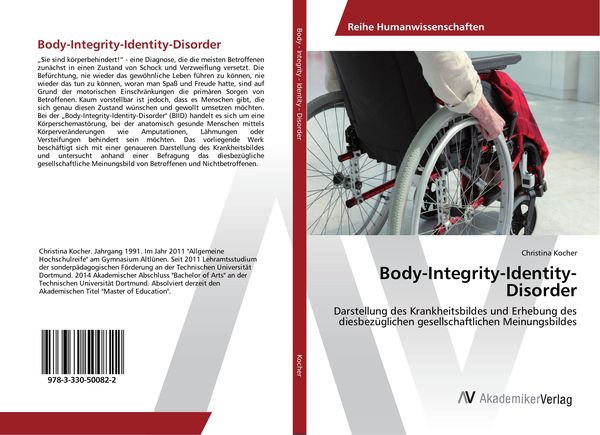 Body-Integrity-Identity-Disorder
„Sie sind körperbehindert!“ - eine Diagnose, die die meisten Betroffenen
zunächst in einen Zustand von Schock und Verzweiflung versetzt. Die
Befürchtung, nie wieder das gewöhnliche Leben führen zu können, nie
wieder das tun zu können, woran man Spaß und Freude hatte, sind auf
Grund der motorischen Einschränkungen die primären Sorgen von
Betroffenen. Kaum vorstellbar ist jedoch, dass es Menschen gibt, die
sich genau diesen Zustand wünschen und gewollt umsetzen möchten.
Bei der „Body-Integrity-Identity-Disorder“ (BIID) handelt es sich um eine
Körperschemastörung, bei der anatomisch gesunde Menschen mittels
Körperveränderungen wie Amputationen, Lähmungen oder
Versteifungen behindert sein möchten. Das vorliegende Werk
beschäftigt sich mit einer genaueren Darstellung des Krankheitsbildes
und untersucht anhand einer Befragung das diesbezügliche
gesellschaftliche Meinungsbild von Betroffenen und Nichtbetroffenen.
Christina Kocher. Jahrgang 1991. Im Jahr 2011 "Allgemeine
Hochschulreife" am Gymnasium Altlünen. Seit 2011 Lehramtsstudium
der sonderpädagogischen Förderung an der Technischen Universität
Dortmund. 2014 Akademischer Abschluss "Bachelor of Arts" an der
Technischen Universität Dortmund. Absolviert derzeit den
Akademischen Titel "Master of Education".
978-3-330-50082-2
Body - Integrity - Identity - Disorder
Kocher
Reihe Humanwissenschaften
Christina Kocher
Body-Integrity-Identity-
Disorder
Darstellung des Krankheitsbildes und Erhebung des
diesbezüglichen gesellschaftlichen Meinungsbildes
AkademikerVerlag